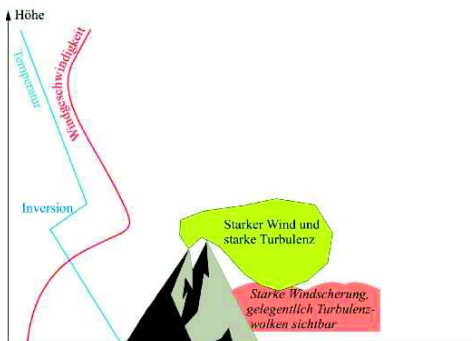 Höhe
Temperatur
Windgeschwindigkeit
Inversion
Starker Wind und
starke Turbulenz
Starke Windscherung,
gelegentlich Turbulenz-
wolken sichtbar